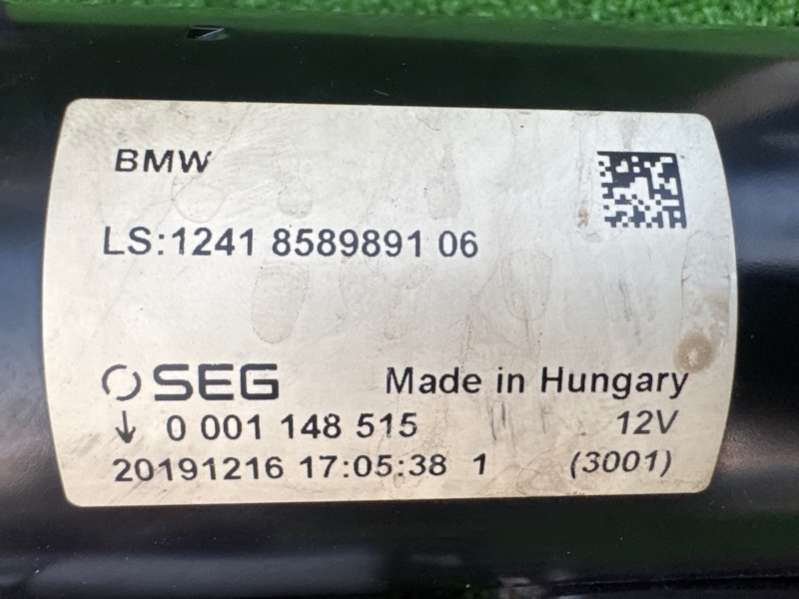 BMW
LS:1241 8589891 06
SEG Made in Hungary
↓ 0 001 148 515 12V
20191216 17:05:38 1 (3001)